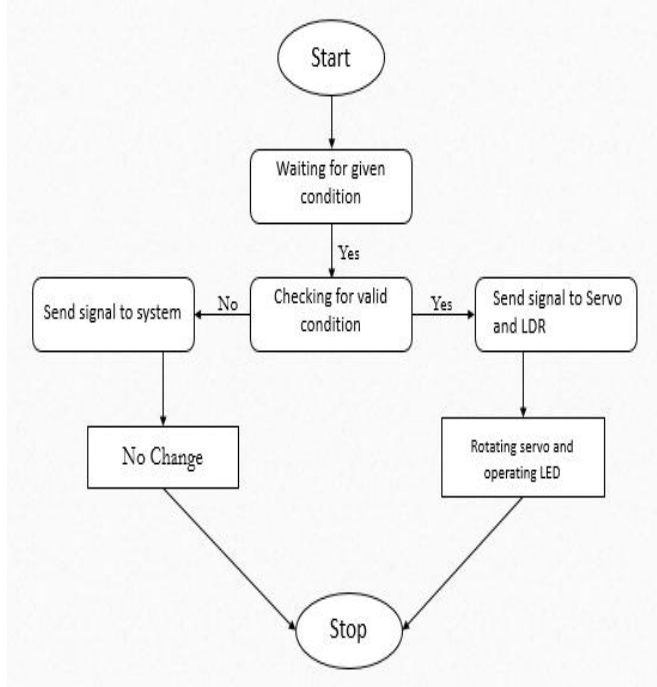 Start
Waiting for given
condition
Yes
Send signal to system
No
Checking for valid
condition
Yes
Send signal to Servo
and LDR
No Change
Rotating servo and
operating LED
Stop